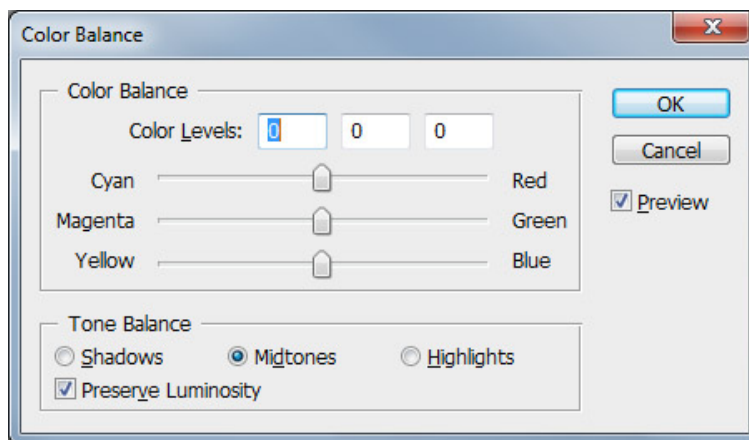 Color Balance
Color Balance
Color Levels: 0 0 0
OK
Cancel
Cyan Red
Preview
Magenta Green
Yellow Blue
Tone Balance
Shadows Midtones Highlights
Preserve Luminosity